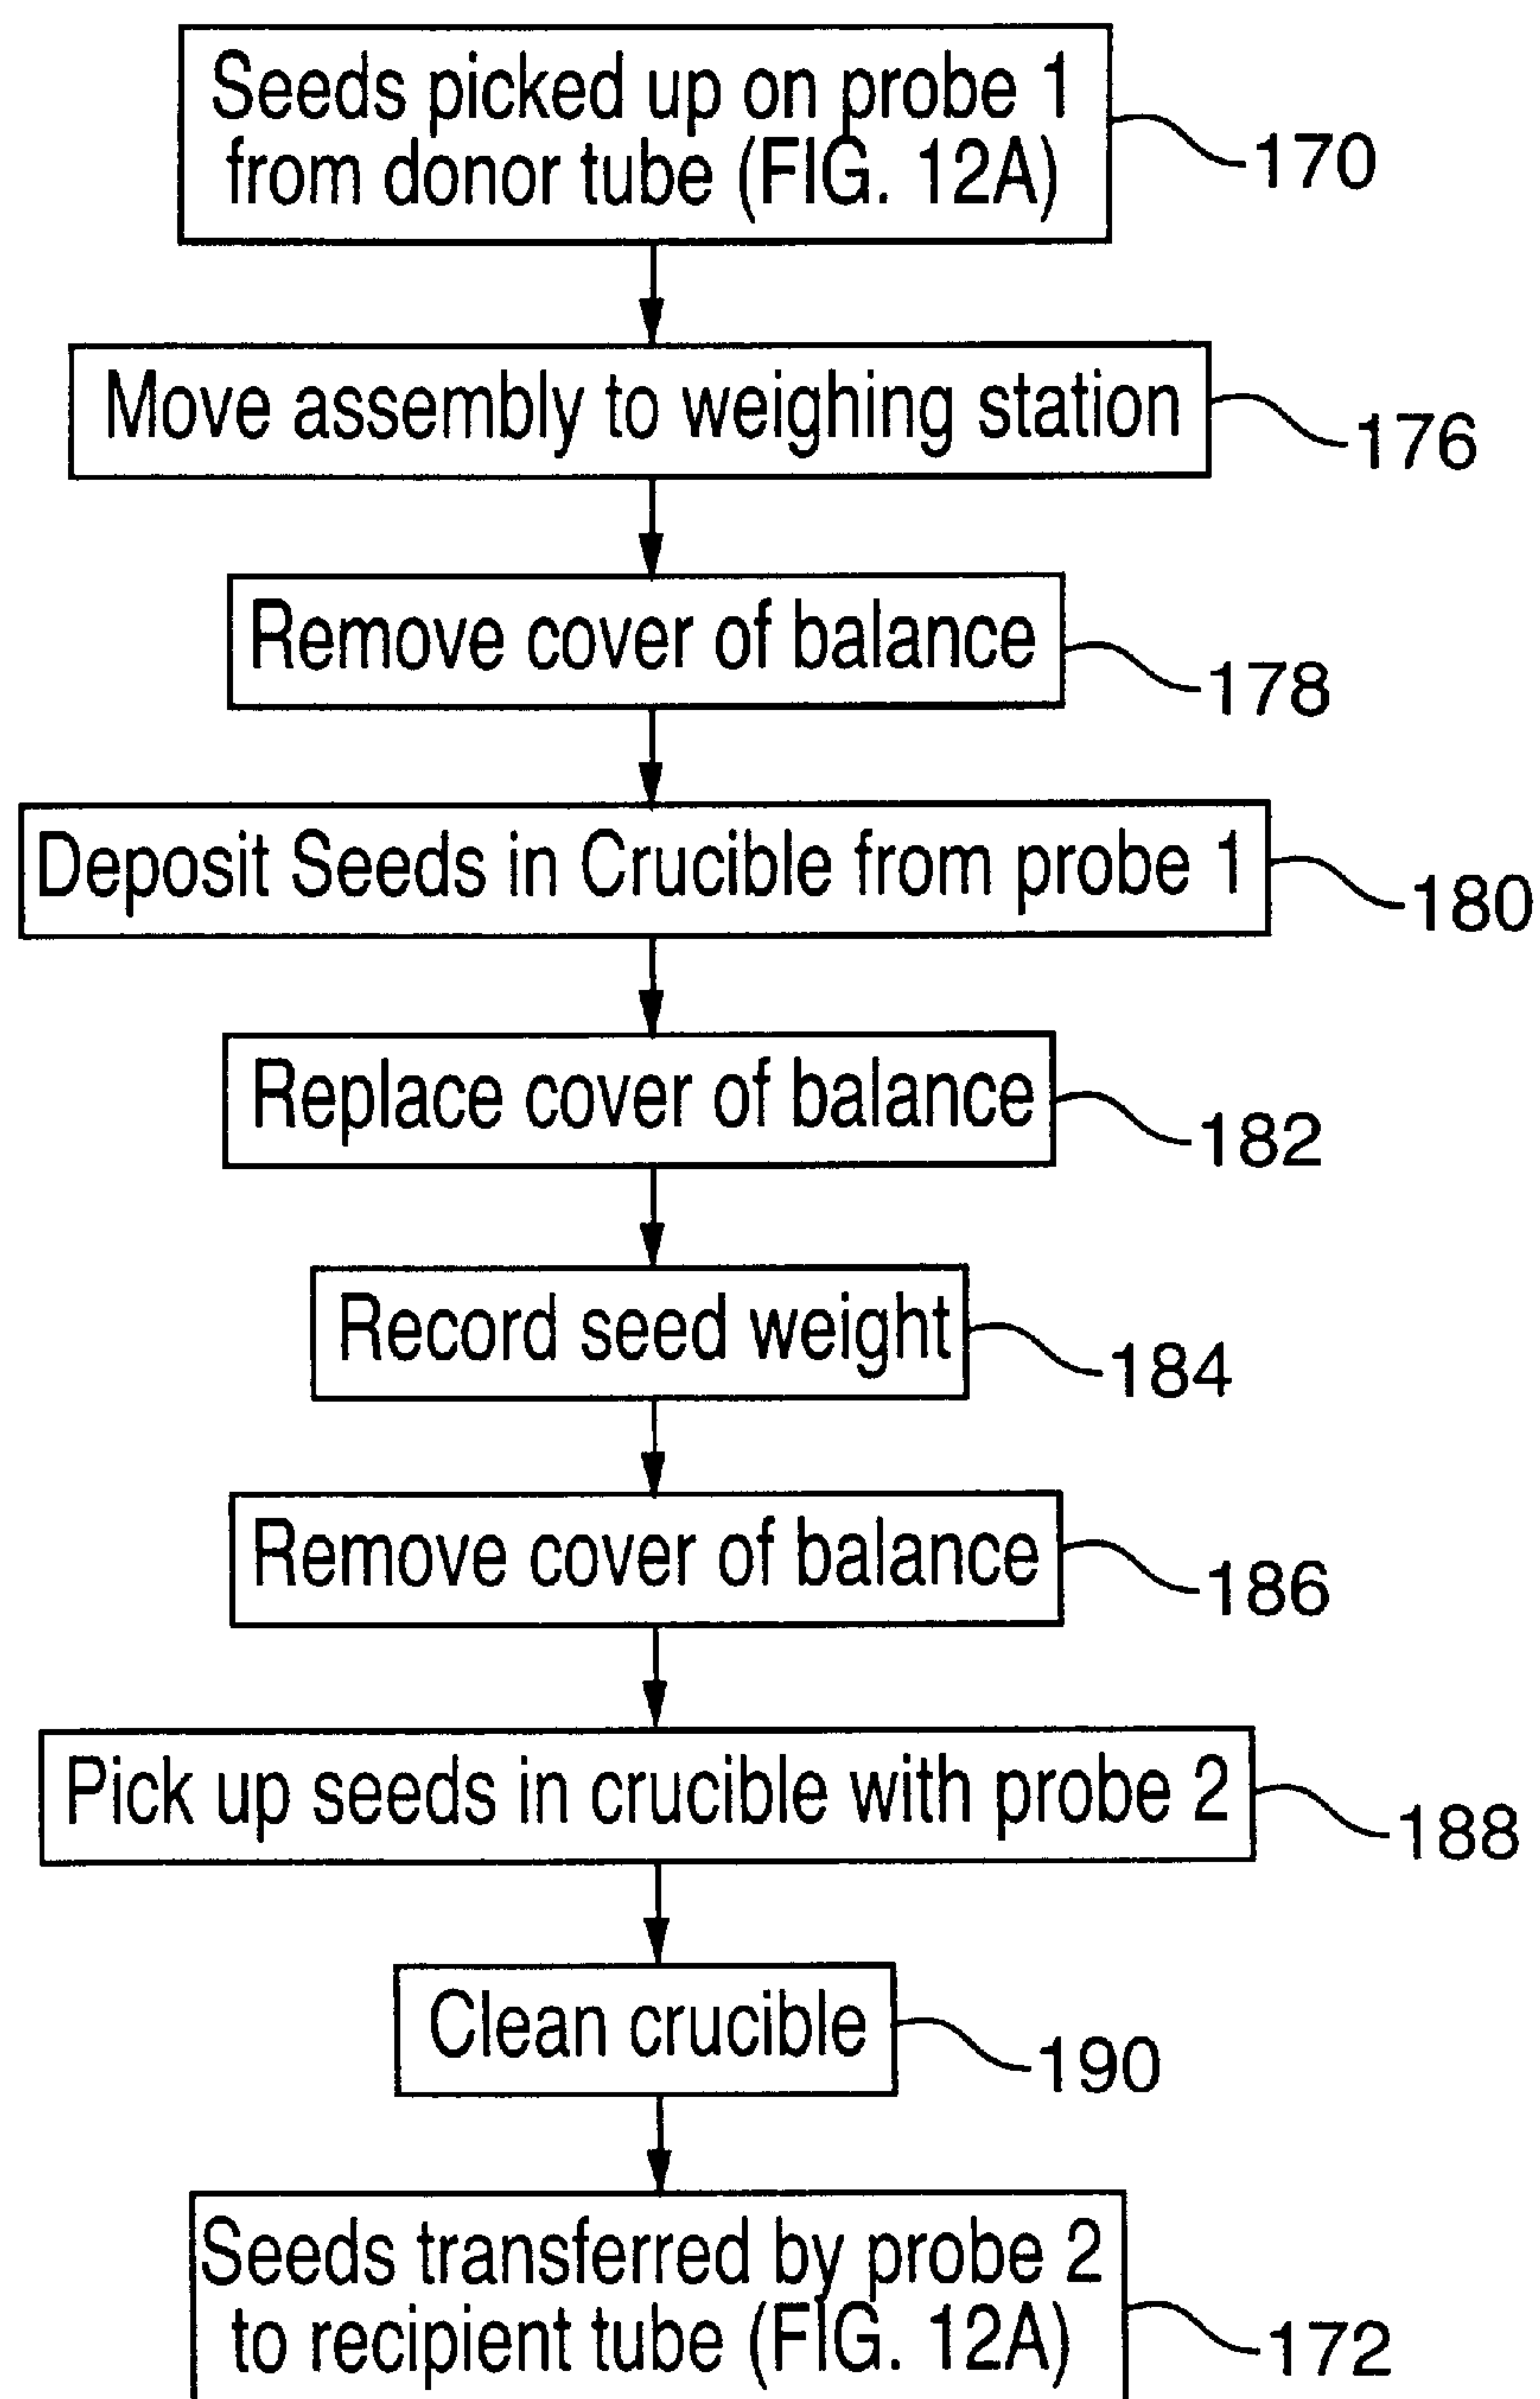 Seeds picked up on probe 1
from donor tube (FIG. 12A)
170
Move assembly to weighing station
176
Remove cover of balance
178
Deposit Seeds in Crucible from probe 1
180
Replace cover of balance
182
Record seed weight
184
Remove cover of balance
186
Pick up seeds in crucible with probe 2
188
Clean crucible
190
Seeds transferred by probe 2
to recipient tube (FIG. 12A)
172